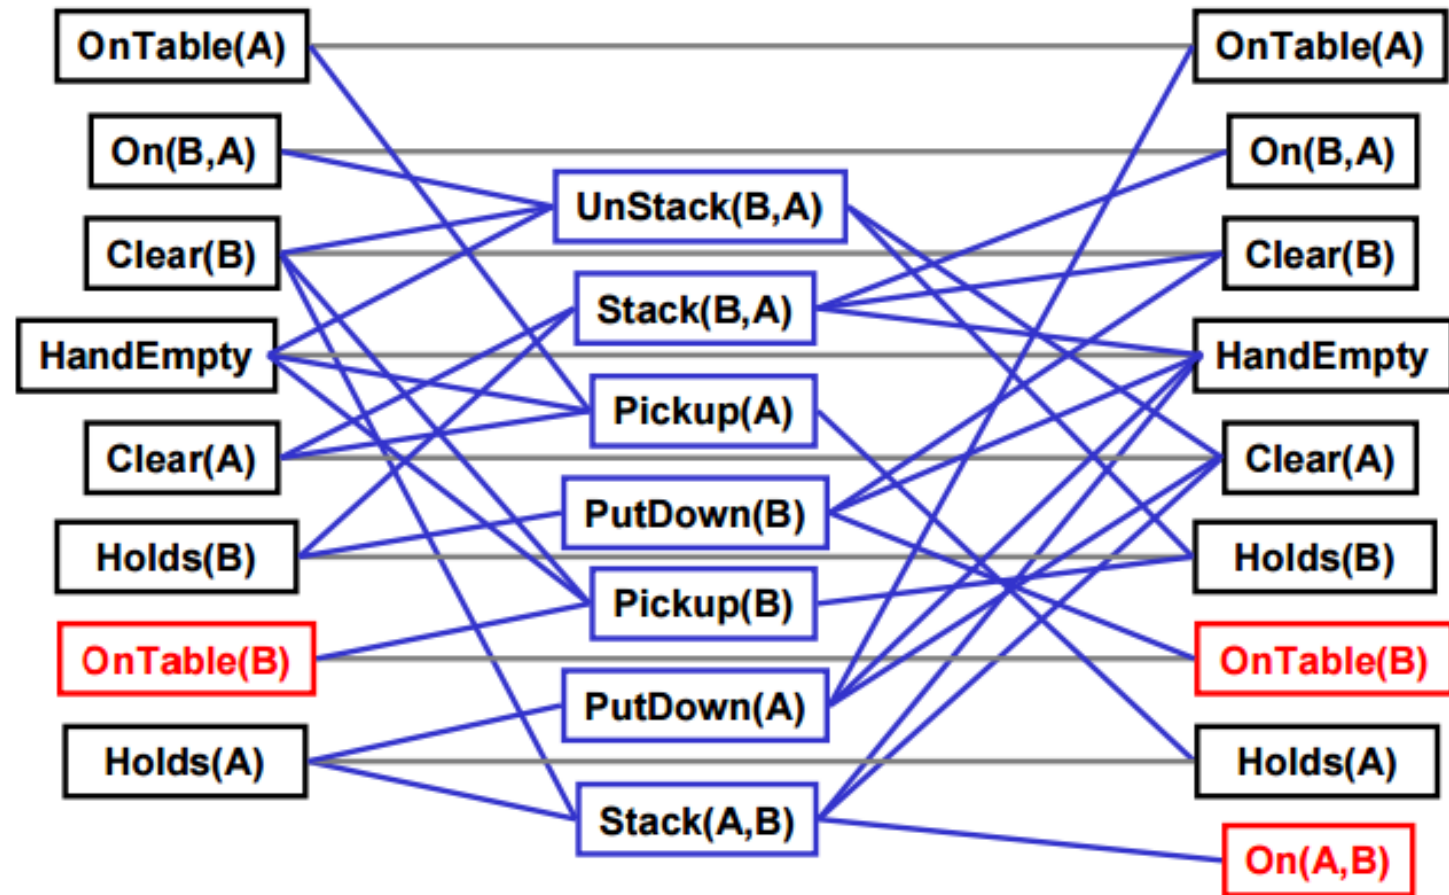 OnTable(A)
On(B,A)
Clear(B)
HandEmpty
Clear(A)
Holds(B)
OnTable(B)
Holds(A)
UnStack(B,A)
Stack(B,A)
Pickup(A)
PutDown(B)
Pickup(B)
PutDown(A)
Stack(A,B)
OnTable(A)
On(B,A)
Clear(B)
HandEmpty
Clear(A)
Holds(B)
OnTable(B)
Holds(A)
On(A,B)